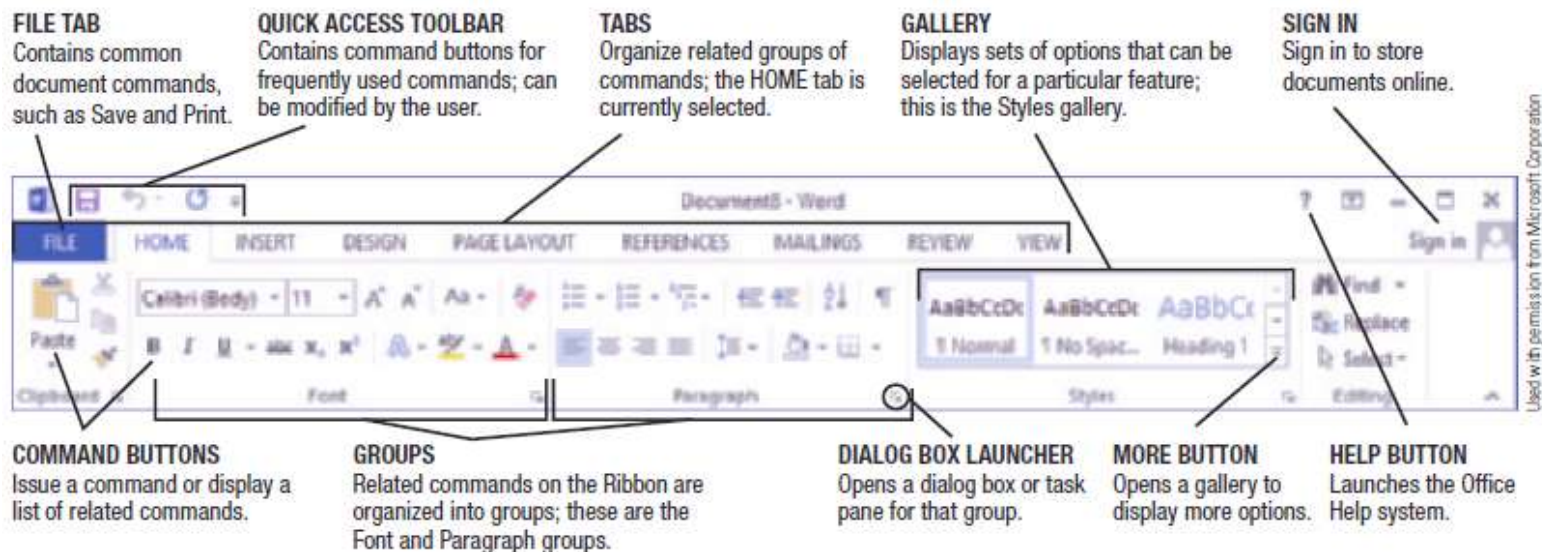 FILE TAB
Contains common
document commands,
such as Save and Print.
QUICK ACCESS TOOLBAR
Contains command buttons for
frequently used commands; can
be modified by the user.
TABS
Organize related groups of
commands; the HOME tab is
currently selected.
GALLERY
Displays sets of options that can be
selected for a particular feature;
this is the Styles gallery.
SIGN IN
Sign in to store
documents online.
Used with permission from Microsoft Corporation
- Word
?
FILE HOME INSERT DESIGN PAGE LAYOUT REFERENCES MAILINGS REVIEW VIEW Sign in
Calibri (Body) 11 Aa
AaBbCcDc AaBbCcDc AaBbCc
Find
Replace
Select
Paste
B I U abc x₂ x² A A
¶ Normal ¶ No Spac... Heading 1
Clipboard Font Paragraph Styles Editing
COMMAND BUTTONS
Issue a command or display a
list of related commands.
GROUPS
Related commands on the Ribbon are
organized into groups; these are the
Font and Paragraph groups.
DIALOG BOX LAUNCHER
Opens a dialog box or task
pane for that group.
MORE BUTTON
Opens a gallery to
display more options.
HELP BUTTON
Launches the Office
Help system.